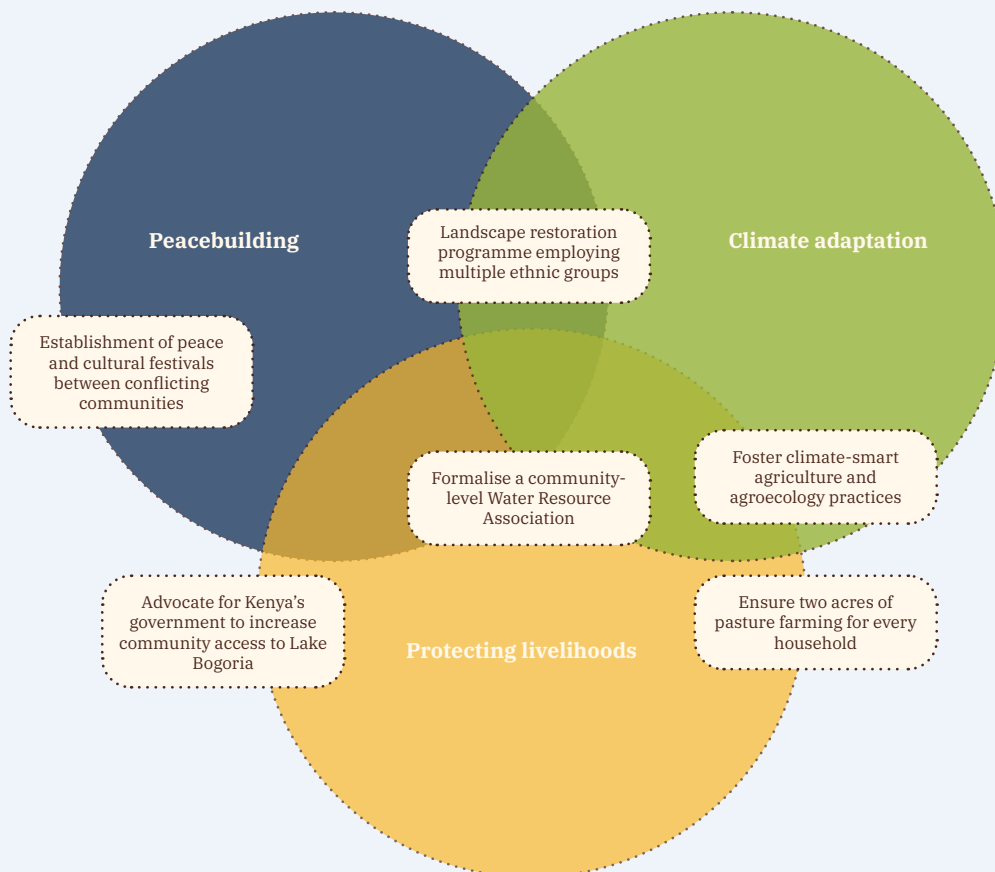 Peacebuilding
Climate adaptation
Landscape restoration
programme employing
multiple ethnic groups
Establishment of peace
and cultural festivals
between conflicting
communities
Formalise a community-
level Water Resource
Association
Foster climate-smart
agriculture and
agroecology practices
Advocate for Kenya’s
government to increase
community access to Lake
Bogoria
Protecting livelihoods
Ensure two acres of
pasture farming for every
household